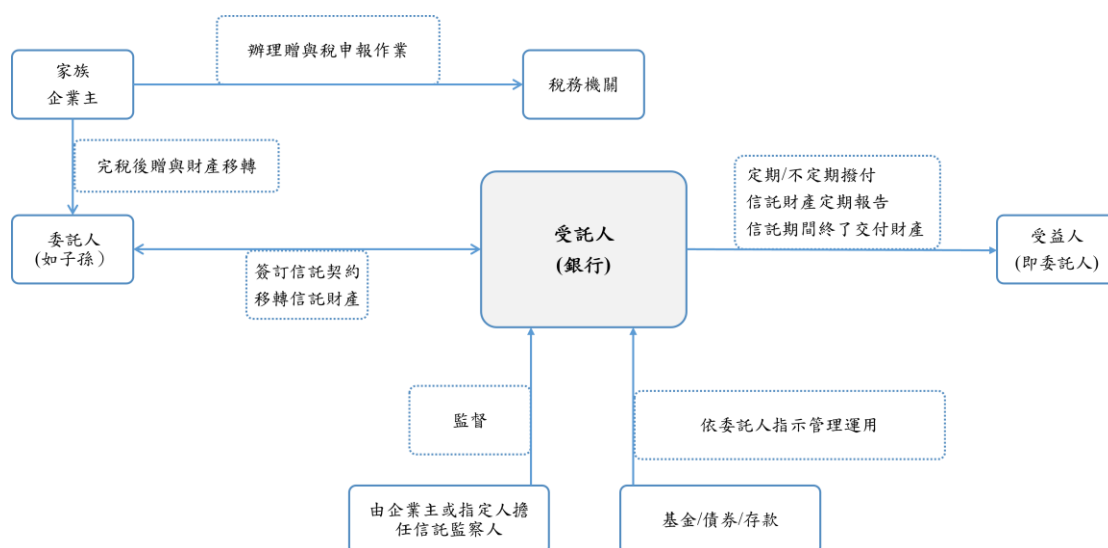 家族
企業主
辦理贈與稅申報作業
稅務機關
完稅後贈與財產移轉
委託人
(如子孫)
簽訂信託契約
移轉信託財產
受託人
(銀行)
定期/不定期撥付
信託財產定期報告
信託期間終了交付財產
受益人
(即委託人)
監督
依委託人指示管理運用
由企業主或指定人擔
任信託監察人
基金/債券/存款